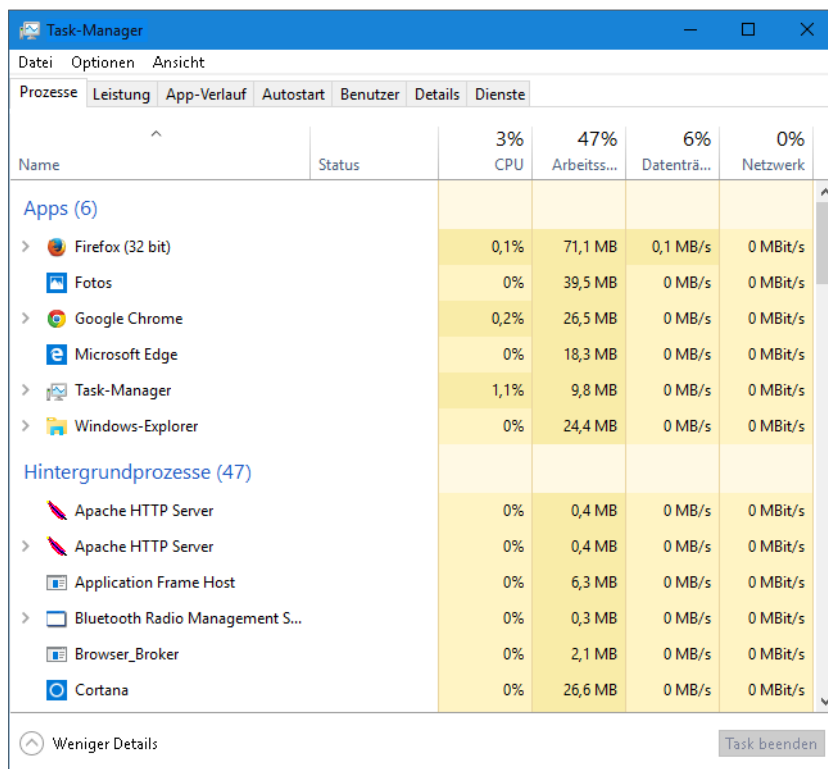 Task-Manager
Datei Optionen Ansicht
Prozesse Leistung App-Verlauf Autostart Benutzer Details Dienste
3% 47% 6% 0%
Name Status CPU Arbeitss... Datenträ... Netzwerk
Apps (6)
Firefox (32 bit) 0,1% 71,1 MB 0,1 MB/s 0 MBit/s
Fotos 0% 39,5 MB 0 MB/s 0 MBit/s
Google Chrome 0,2% 26,5 MB 0 MB/s 0 MBit/s
Microsoft Edge 0% 18,3 MB 0 MB/s 0 MBit/s
Task-Manager 1,1% 9,8 MB 0 MB/s 0 MBit/s
Windows-Explorer 0% 24,4 MB 0 MB/s 0 MBit/s
Hintergrundprozesse (47)
Apache HTTP Server 0% 0,4 MB 0 MB/s 0 MBit/s
Apache HTTP Server 0% 0,4 MB 0 MB/s 0 MBit/s
Application Frame Host 0% 6,3 MB 0 MB/s 0 MBit/s
Bluetooth Radio Management S... 0% 0,3 MB 0 MB/s 0 MBit/s
Browser_Broker 0% 2,1 MB 0 MB/s 0 MBit/s
Cortana 0% 26,6 MB 0 MB/s 0 MBit/s
Weniger Details Task beenden